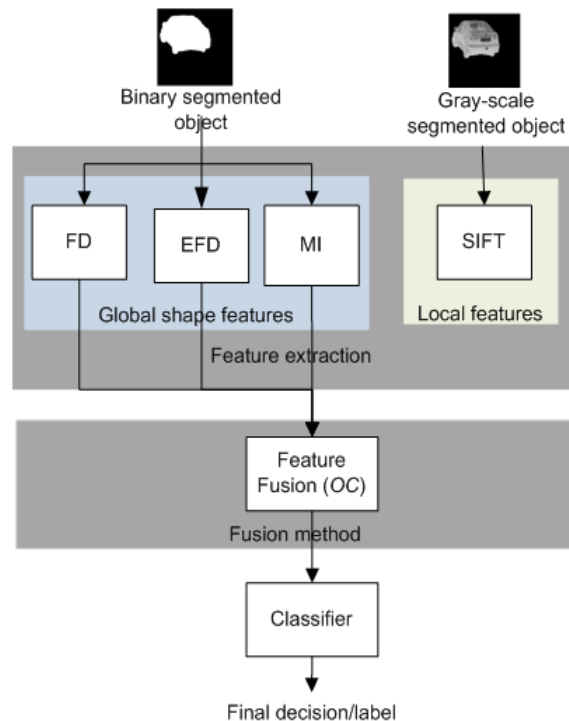 Binary segmented
object
Gray-scale
segmented object
FD
EFD
MI
SIFT
Global shape features
Local features
Feature extraction
Feature
Fusion (OC)
Fusion method
Classifier
Final decision/label